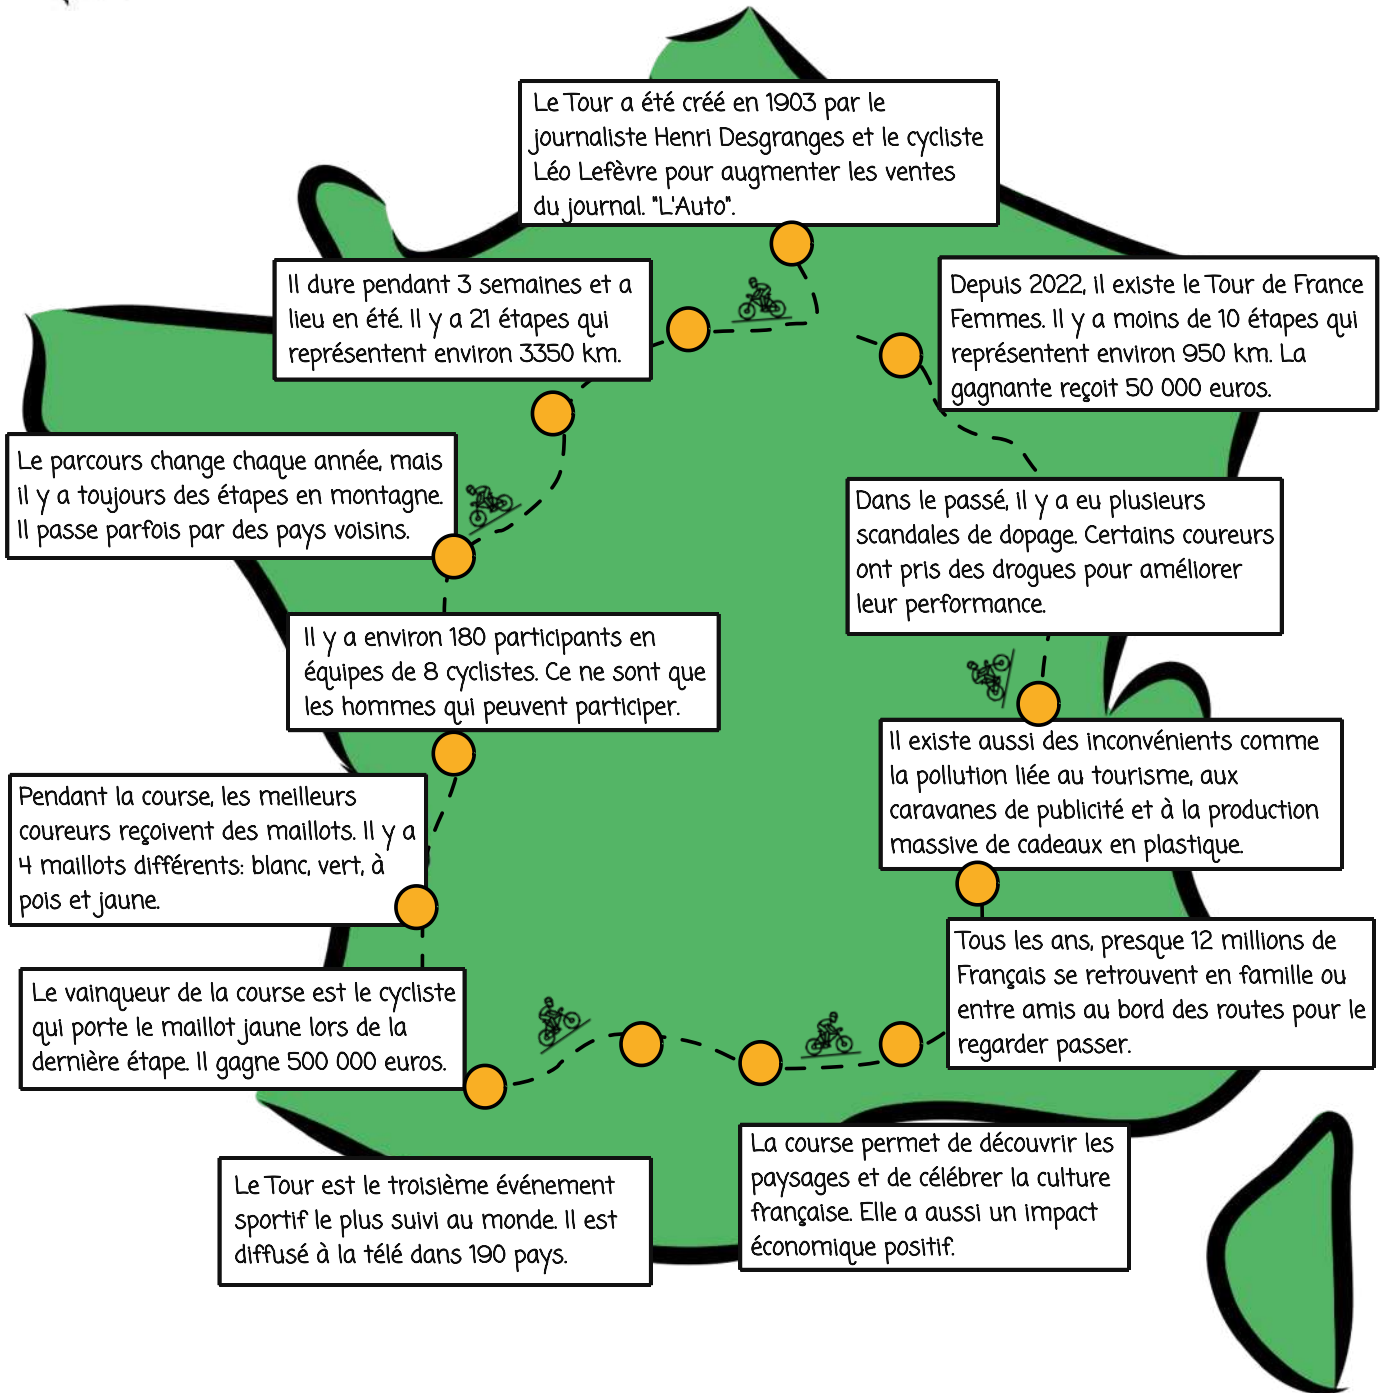 Le Tour a été créé en 1903 par le
journaliste Henri Desgranges et le cycliste
Léo Lefèvre pour augmenter les ventes
du journal. "L'Auto".
Il dure pendant 3 semaines et a
lieu en été. Il y a 21 étapes qui
représentent environ 3350 km.
Le parcours change chaque année, mais
il y a toujours des étapes en montagne.
Il passe parfois par des pays voisins.
Il y a environ 180 participants en
équipes de 8 cyclistes. Ce ne sont que
les hommes qui peuvent participer.
Pendant la course, les meilleurs
coureurs reçoivent des maillots. Il y a
4 maillots différents: blanc, vert, à
pois et jaune.
Le vainqueur de la course est le cycliste
qui porte le maillot jaune lors de la
dernière étape. Il gagne 500 000 euros.
Le Tour est le troisième événement
sportif le plus suivi au monde. Il est
diffusé à la télé dans 190 pays.
La course permet de découvrir les
paysages et de célébrer la culture
française. Elle a aussi un impact
économique positif.
Tous les ans, presque 12 millions de
Français se retrouvent en famille ou
entre amis au bord des routes pour le
regarder passer.
Il existe aussi des inconvénients comme
la pollution liée au tourisme, aux
caravanes de publicité et à la production
massive de cadeaux en plastique.
Dans le passé, il y a eu plusieurs
scandales de dopage. Certains coureurs
ont pris des drogues pour améliorer
leur performance.
Depuis 2022, il existe le Tour de France
Femmes. Il y a moins de 10 étapes qui
représentent environ 950 km. La
gagnante reçoit 50 000 euros.